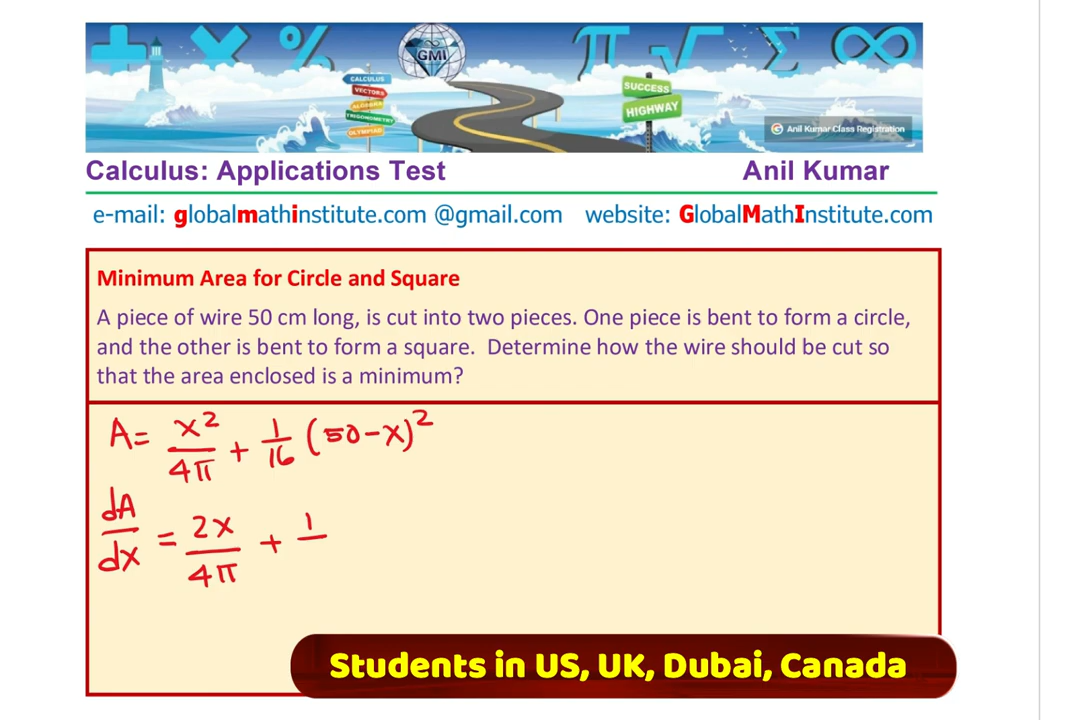 + × % GMI π √ Σ ∞
CALCULUS
VECTORS
ALGEBRA
TRIGONOMETRY
OLYMPIAD
SUCCESS
HIGHWAY
Anil Kumar Class Registration
Calculus: Applications Test Anil Kumar
e-mail: globalmathinstitute.com @gmail.com website: GlobalMathInstitute.com
Minimum Area for Circle and Square
A piece of wire 50 cm long, is cut into two pieces. One piece is bent to form a circle,
and the other is bent to form a square. Determine how the wire should be cut so
that the area enclosed is a minimum?
A= x²/4π + 1/16 (50-x)²
dA/dx = 2x/4π + 1/
Students in US, UK, Dubai, Canada